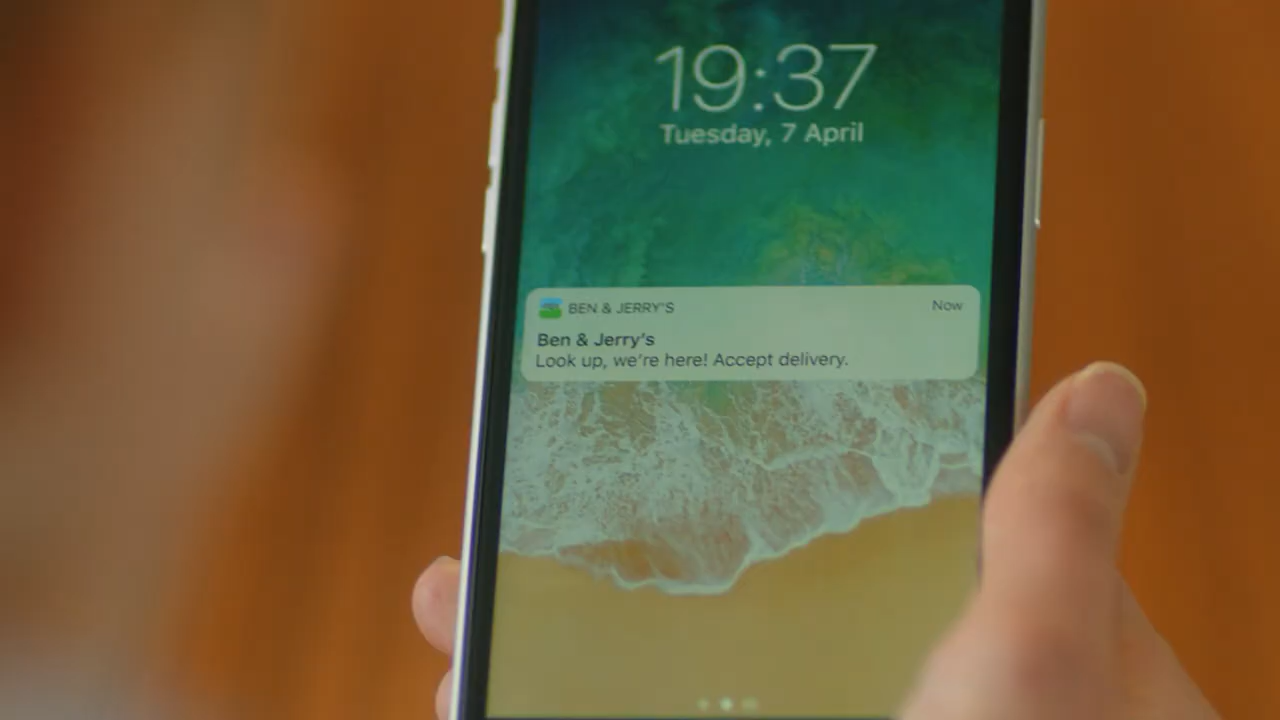 19:37
Tuesday, 7 April
BEN & JERRY'S Now
Ben & Jerry's
Look up, we're here! Accept delivery.